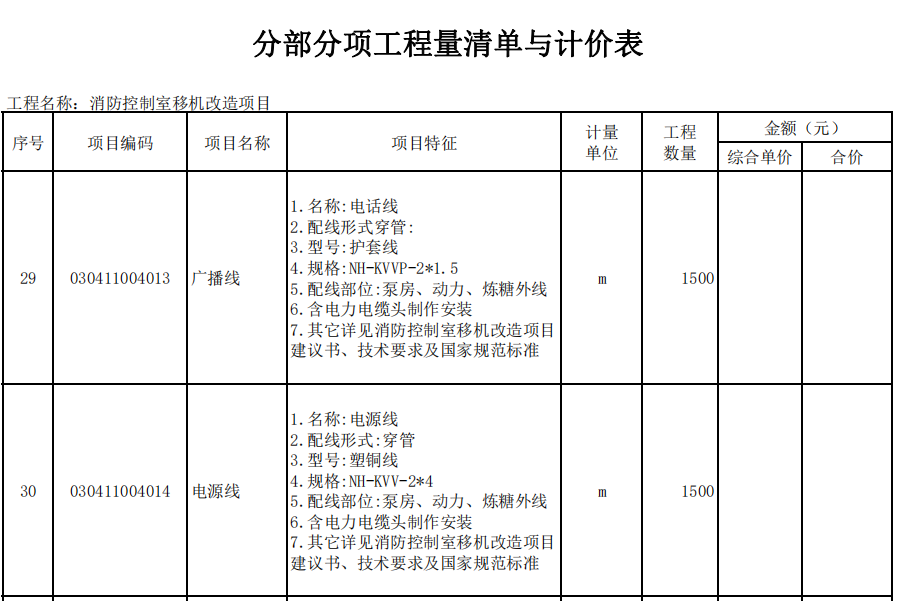 分部分项工程量清单与计价表
工程名称：消防控制室移机改造项目
序号 项目编码 项目名称 项目特征 计量单位 工程数量 金额（元）
综合单价 合价
29 030411004013 广播线
1.名称:电话线
2.配线形式穿管:
3.型号:护套线
4.规格:NH-KVVP-2*1.5
5.配线部位:泵房、动力、炼糖外线
6.含电力电缆头制作安装
7.其它详见消防控制室移机改造项目
建议书、技术要求及国家规范标准
m 1500
30 030411004014 电源线
1.名称:电源线
2.配线形式:穿管
3.型号:塑铜线
4.规格:NH-KVV-2*4
5.配线部位:泵房、动力、炼糖外线
6.含电力电缆头制作安装
7.其它详见消防控制室移机改造项目
建议书、技术要求及国家规范标准
m 1500